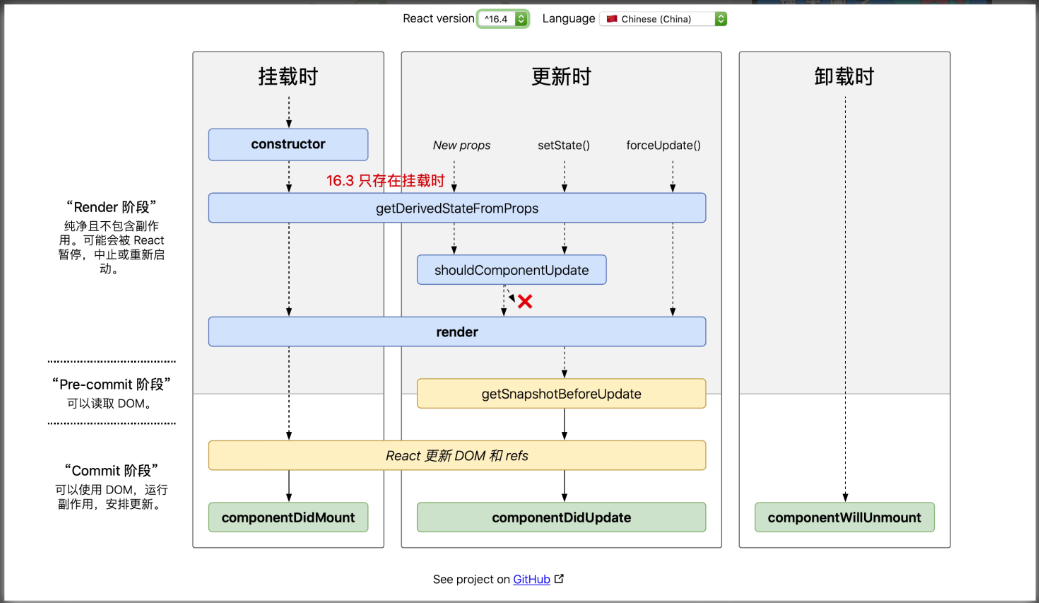 React version ^16.4 Language 🇨🇳 Chinese (China)
挂载时
更新时
卸载时
constructor
New props
setState()
forceUpdate()
16.3 只存在挂载时
getDerivedStateFromProps
“Render 阶段”
纯净且不包含副作
用。可能会被 React
暂停，中止或重新启
动。
shouldComponentUpdate
render
“Pre-commit 阶段”
可以读取 DOM。
getSnapshotBeforeUpdate
React 更新 DOM 和 refs
“Commit 阶段”
可以使用 DOM，运行
副作用，安排更新。
componentDidMount
componentDidUpdate
componentWillUnmount
See project on GitHub